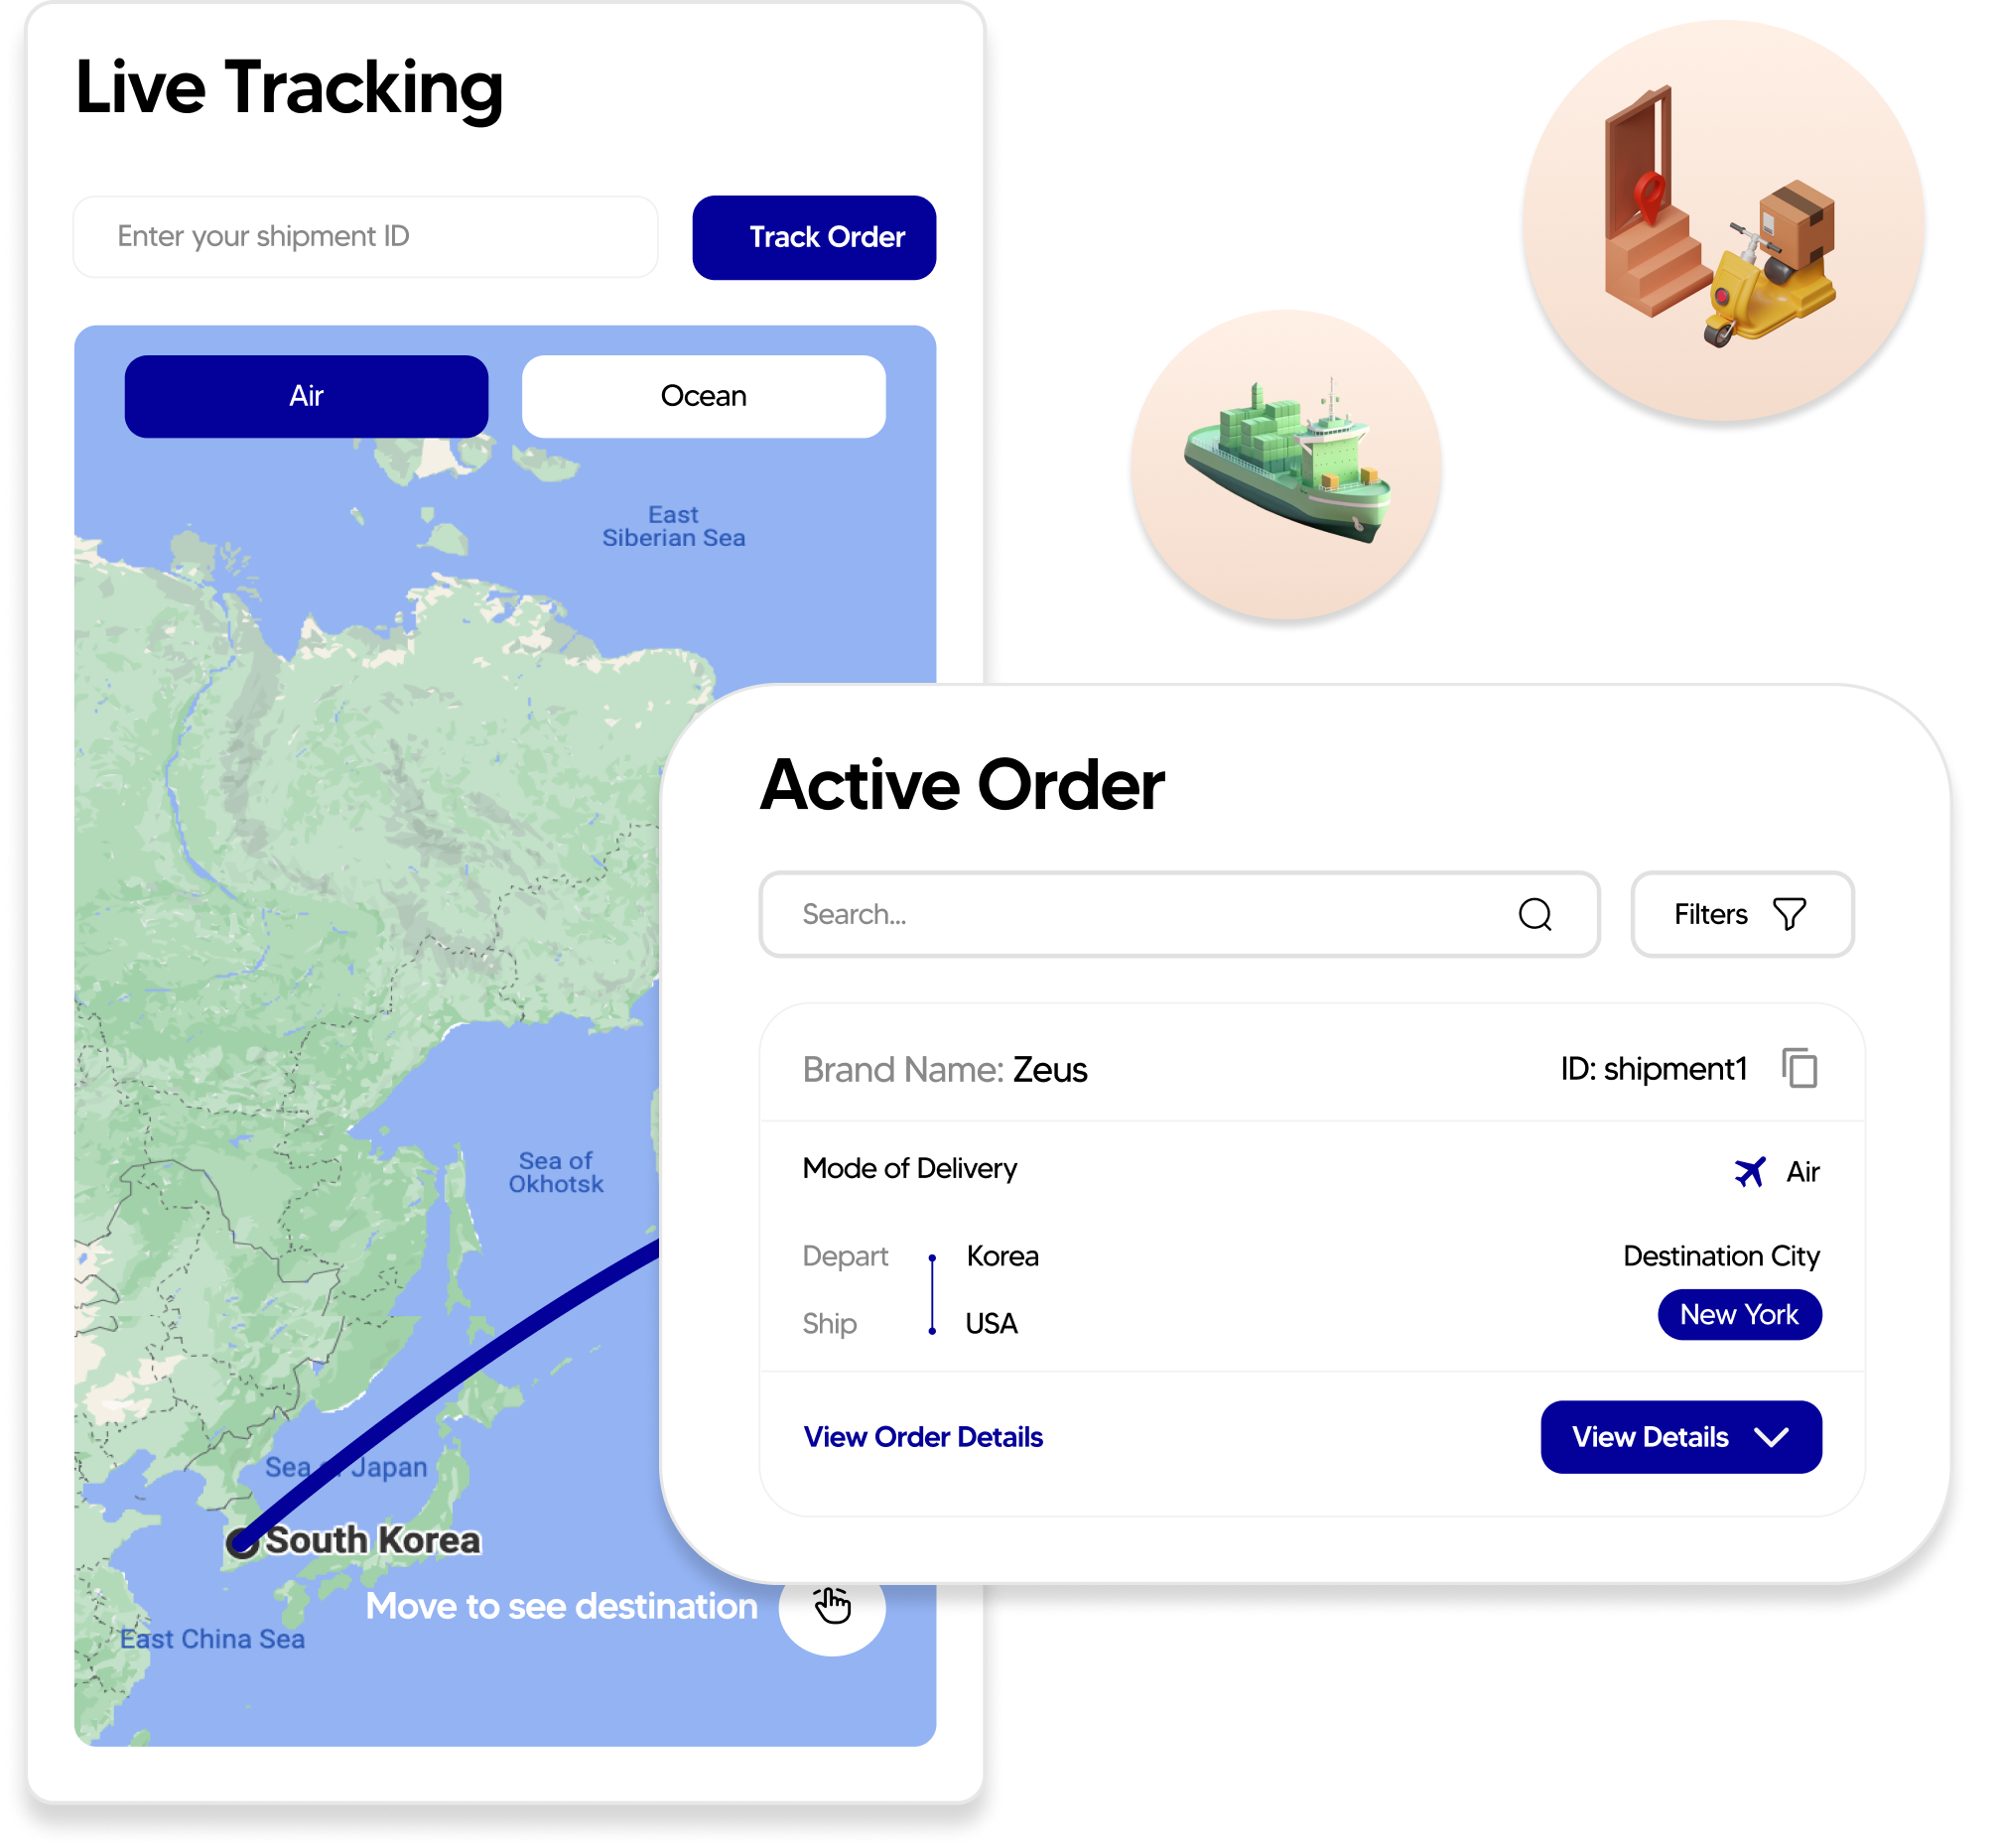 Live Tracking
Enter your shipment ID
Track Order
Air
Ocean
East
Siberian Sea
Sea of
Okhotsk
Sea of Japan
South Korea
Move to see destination
East China Sea
Active Order
Search...
Filters
Brand Name: Zeus
ID: shipment1
Mode of Delivery
Air
Depart
Korea
Destination City
Ship
USA
New York
View Order Details
View Details